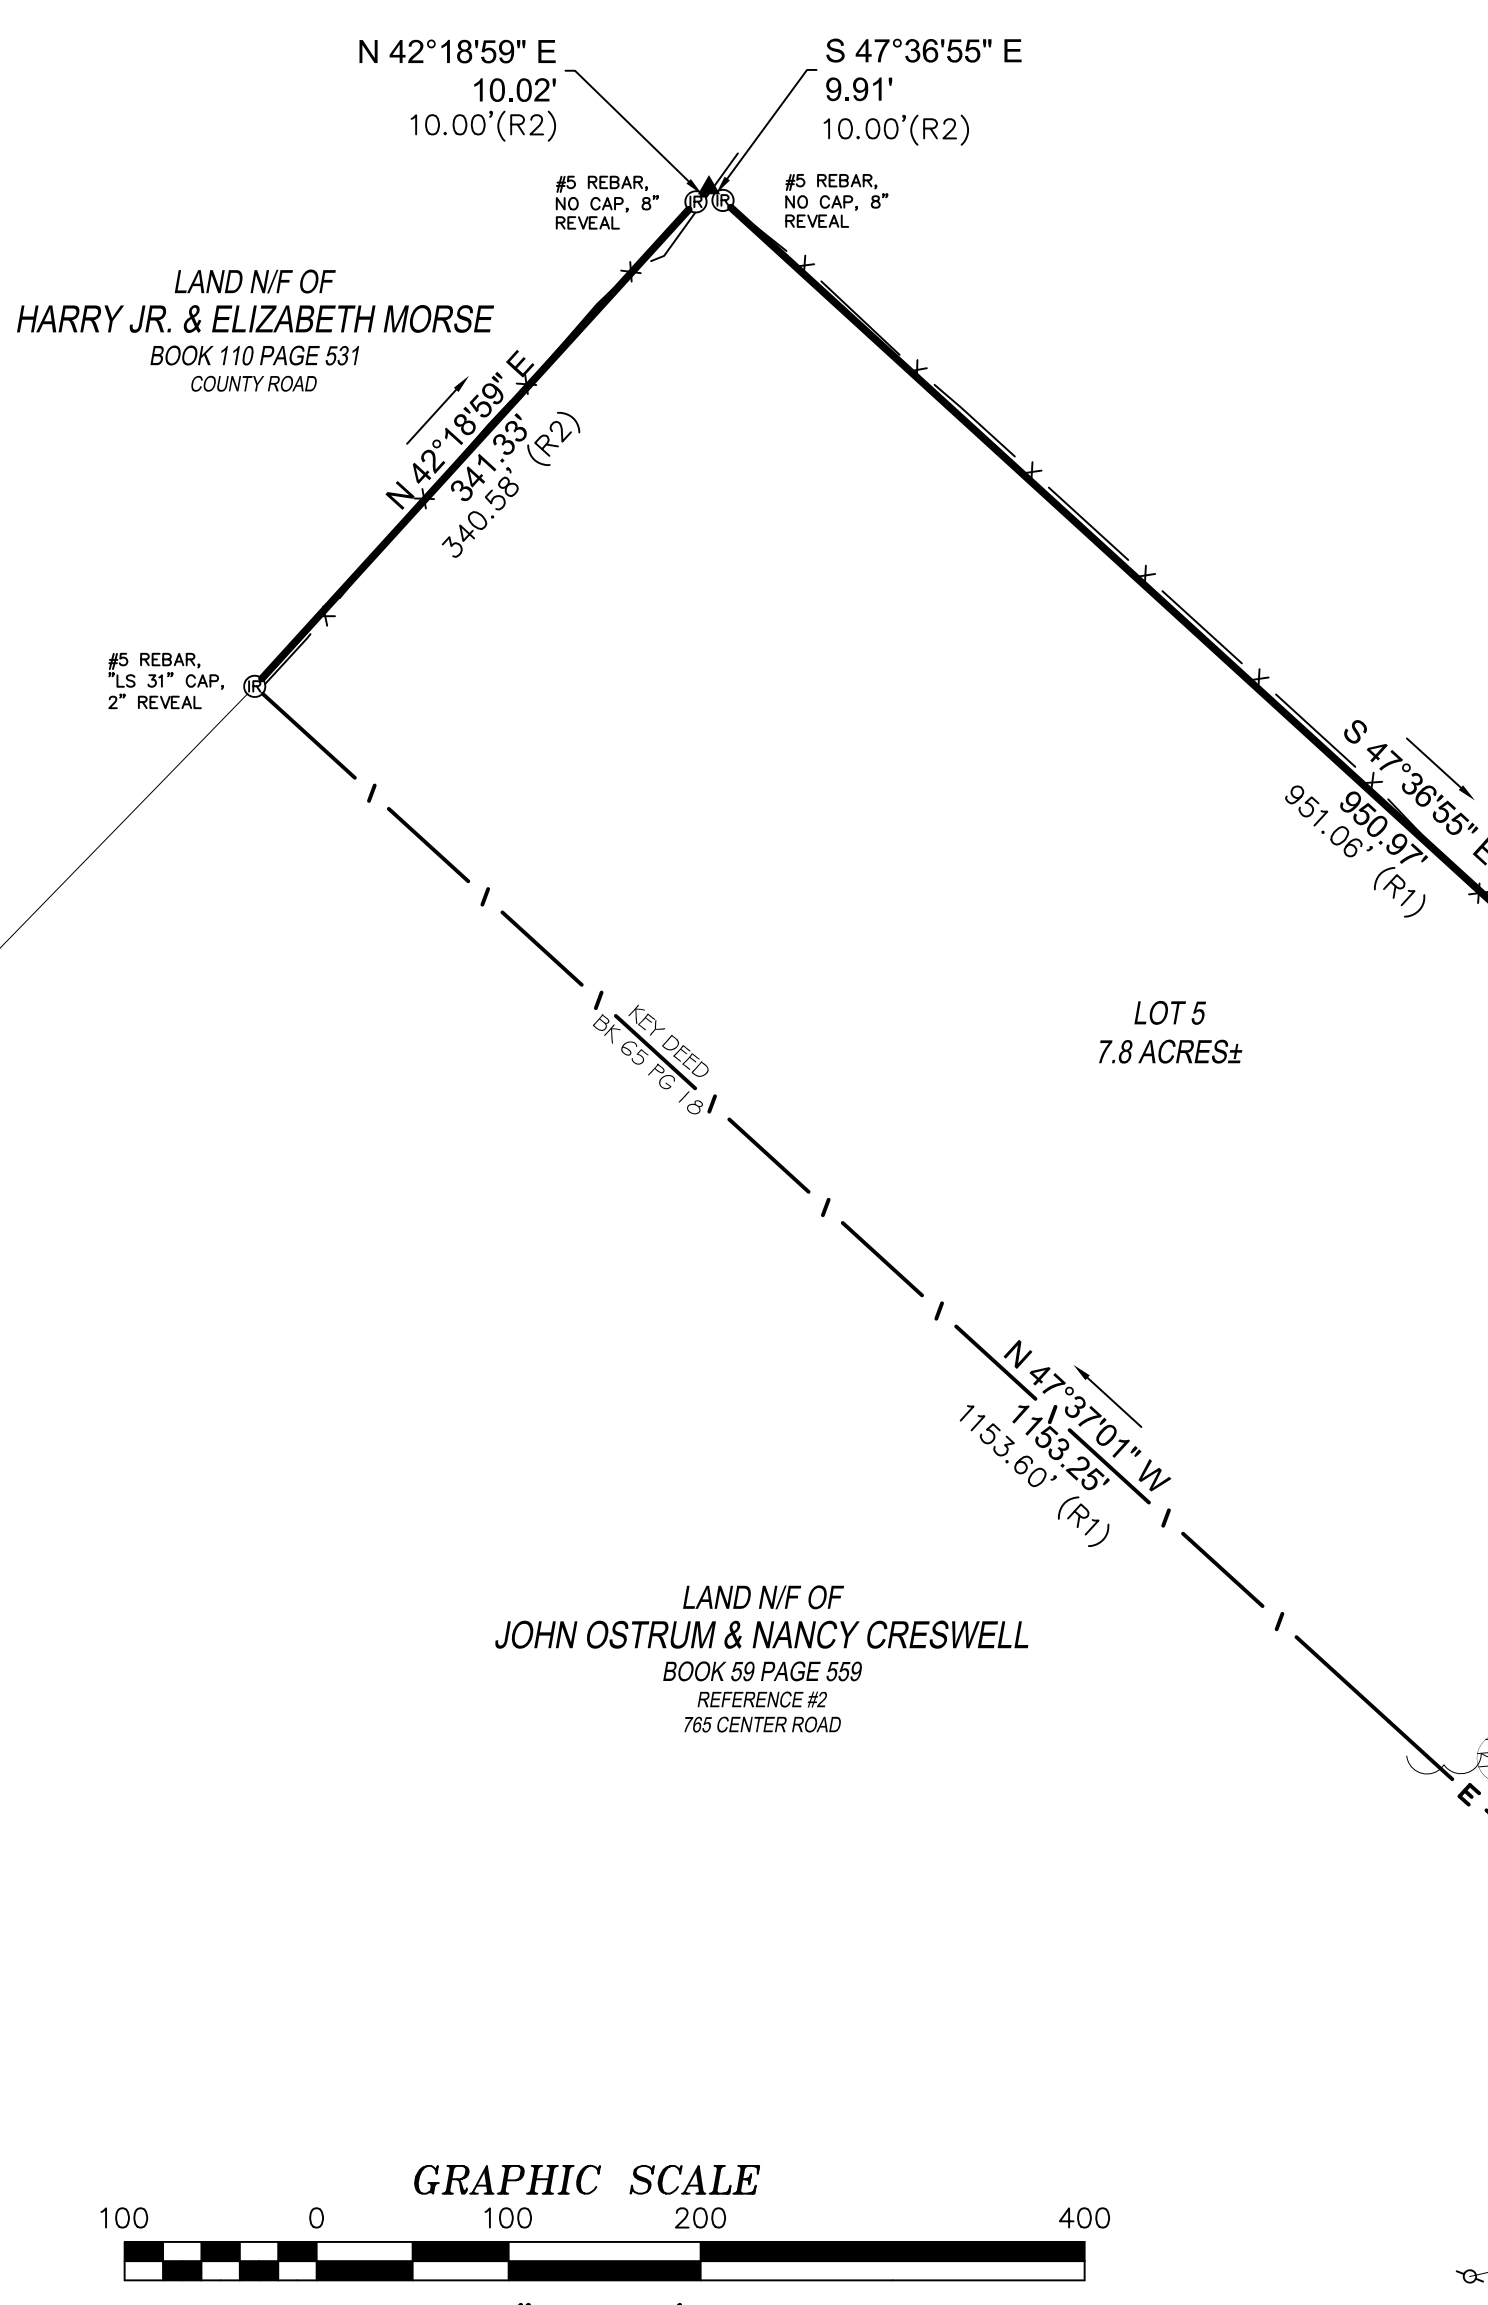 N 42°18'59" E
10.02'
10.00'(R2)
S 47°36'55" E
9.91'
10.00'(R2)
#5 REBAR,
NO CAP, 8"
REVEAL
IR
IR
#5 REBAR,
NO CAP, 8"
REVEAL
LAND N/F OF
HARRY JR. & ELIZABETH MORSE
BOOK 110 PAGE 531
COUNTY ROAD
N 42°18'59" E
341.33'
340.58' (R2)
#5 REBAR,
"LS 31" CAP,
2" REVEAL
IR
S 47°36'55" E
950.97'
951.06' (R1)
KEY DEED
BK 65 PG 18
LOT 5
7.8 ACRES±
N 47°37'01" W
1153.25'
1153.60' (R1)
LAND N/F OF
JOHN OSTRUM & NANCY CRESWELL
BOOK 59 PAGE 559
REFERENCE #2
765 CENTER ROAD
E
GRAPHIC SCALE
100 0 100 200 400